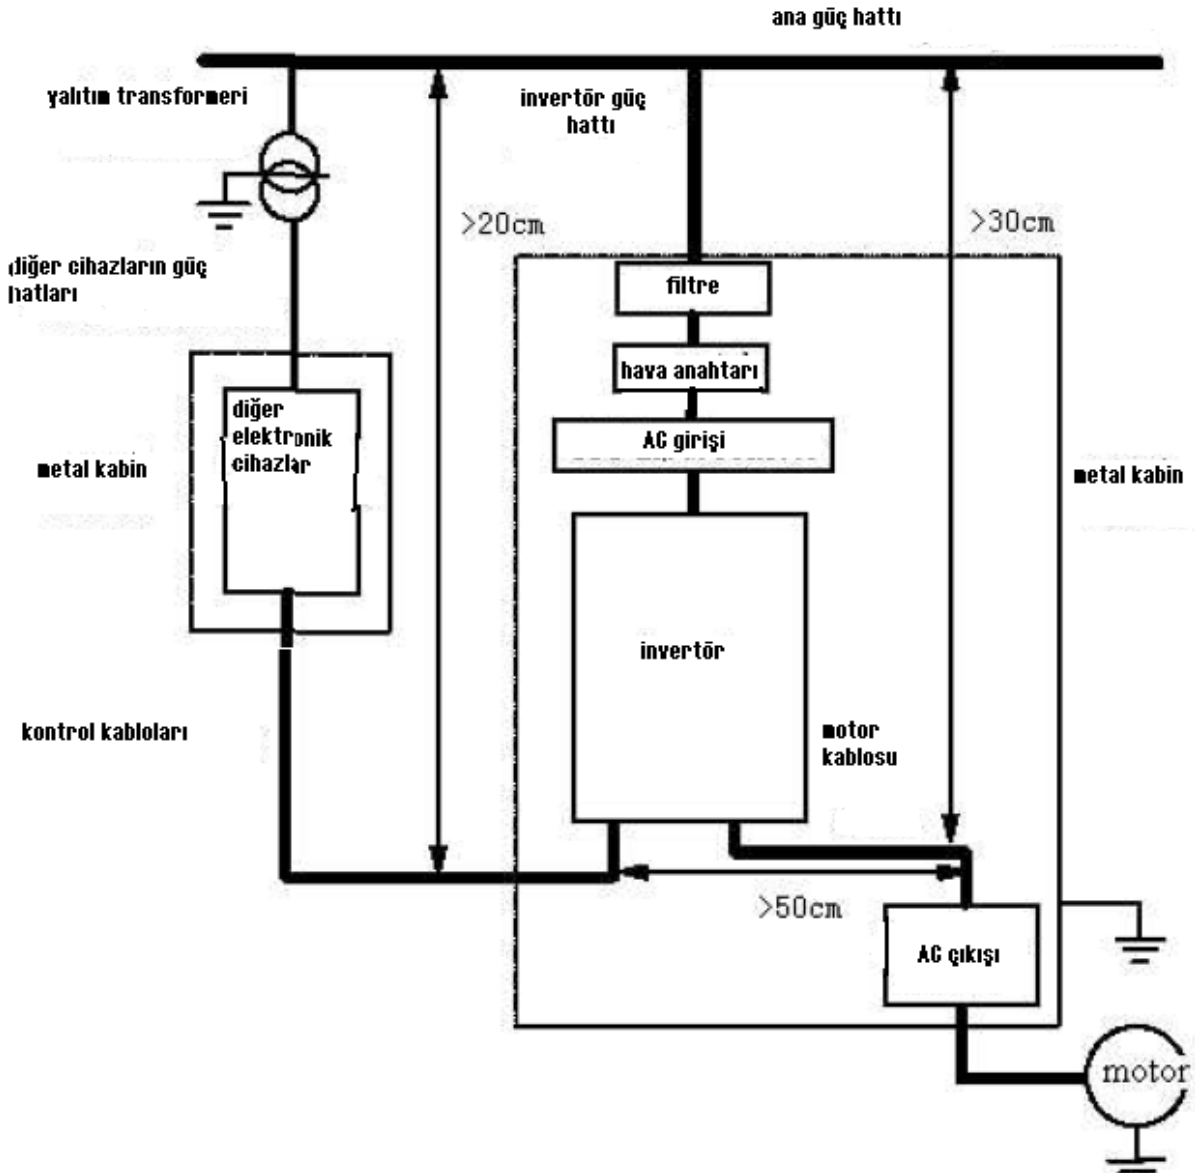 ana güç hattı
yalıtım transformeri
invertör güç
hattı
>20cm
>30cm
diğer cihazların güç
hatları
filtre
hava anahtarı
diğer
elektronik
cihazlar
AC girişi
metal kabin
metal kabin
invertör
kontrol kabloları
motor
kablosu
>50cm
AC çıkışı
motor